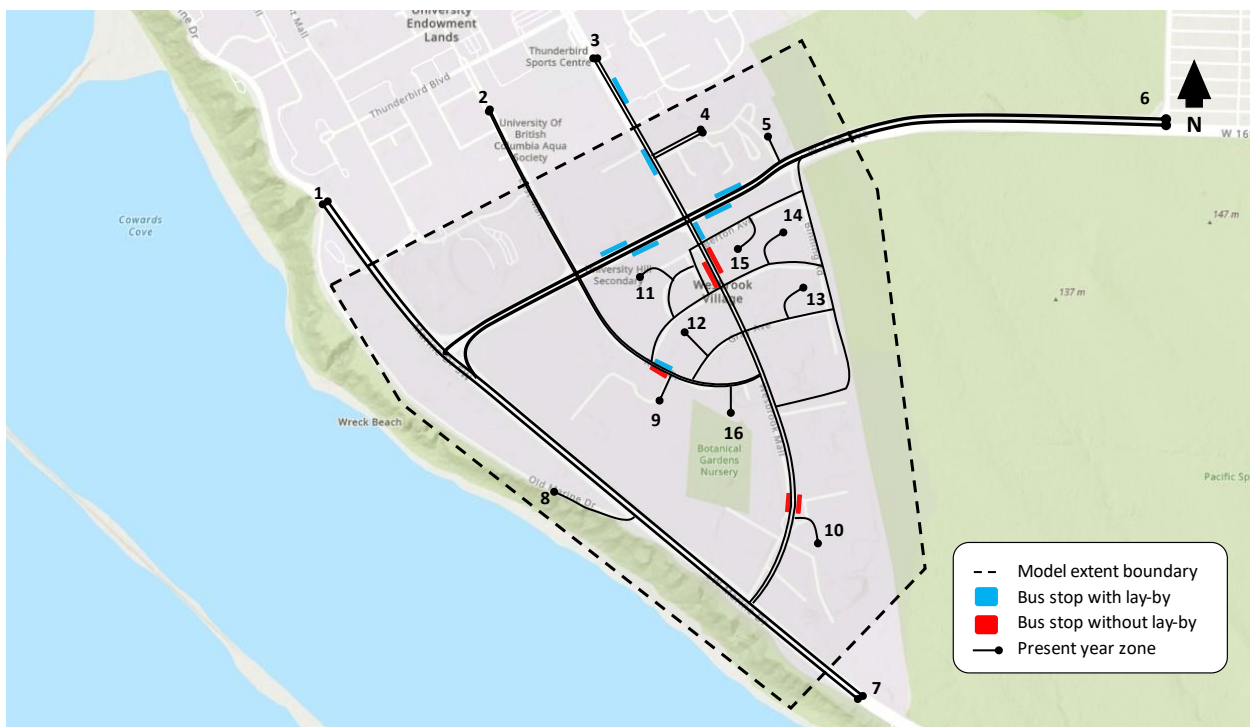 University
Endowment
Lands
Thunderbird
Sports Centre
3
Thunderbird Blvd
2
University Of
British
Columbia Aqua
Society
4
5
6
N
W 16
1
Cowards
Cove
147 m
14
15
University Hill
Secondary
11
Wesbrook
Village
13
137 m
12
9
16
Wesbrook Mall
Botanical
Gardens
Nursery
Wreck Beach
Pacific Sp
Old Marine Dr
8
10
7
Model extent boundary
Bus stop with lay-by
Bus stop without lay-by
Present year zone